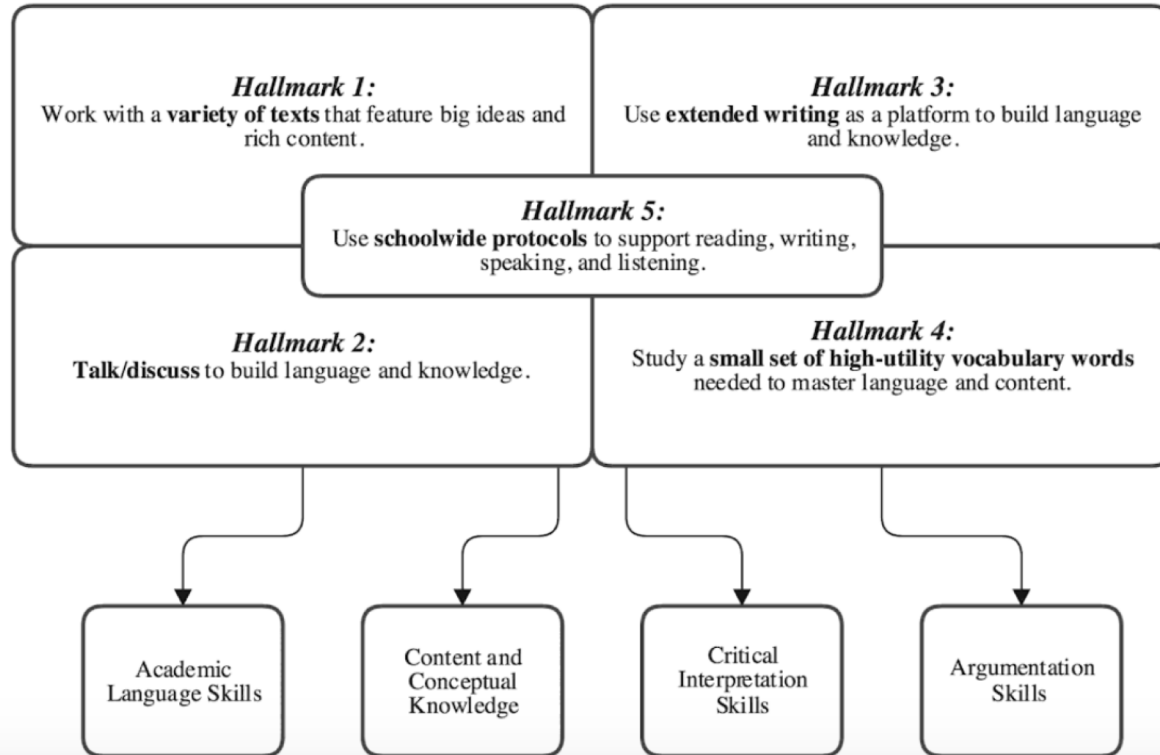 Hallmark 1:
Work with a variety of texts that feature big ideas and
rich content.
Hallmark 3:
Use extended writing as a platform to build language
and knowledge.
Hallmark 5:
Use schoolwide protocols to support reading, writing,
speaking, and listening.
Hallmark 2:
Talk/discuss to build language and knowledge.
Hallmark 4:
Study a small set of high-utility vocabulary words
needed to master language and content.
Academic
Language Skills
Content and
Conceptual
Knowledge
Critical
Interpretation
Skills
Argumentation
Skills